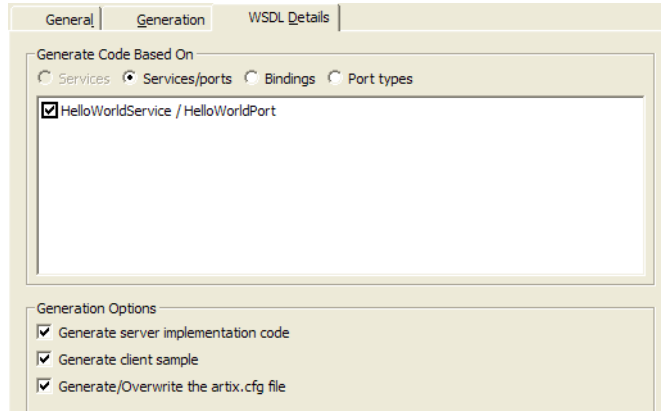 General Generation WSDL Details
Generate Code Based On
Services Services/ports Bindings Port types
HelloWorldService / HelloWorldPort
Generation Options
Generate server implementation code
Generate client sample
Generate/Overwrite the artix.cfg file